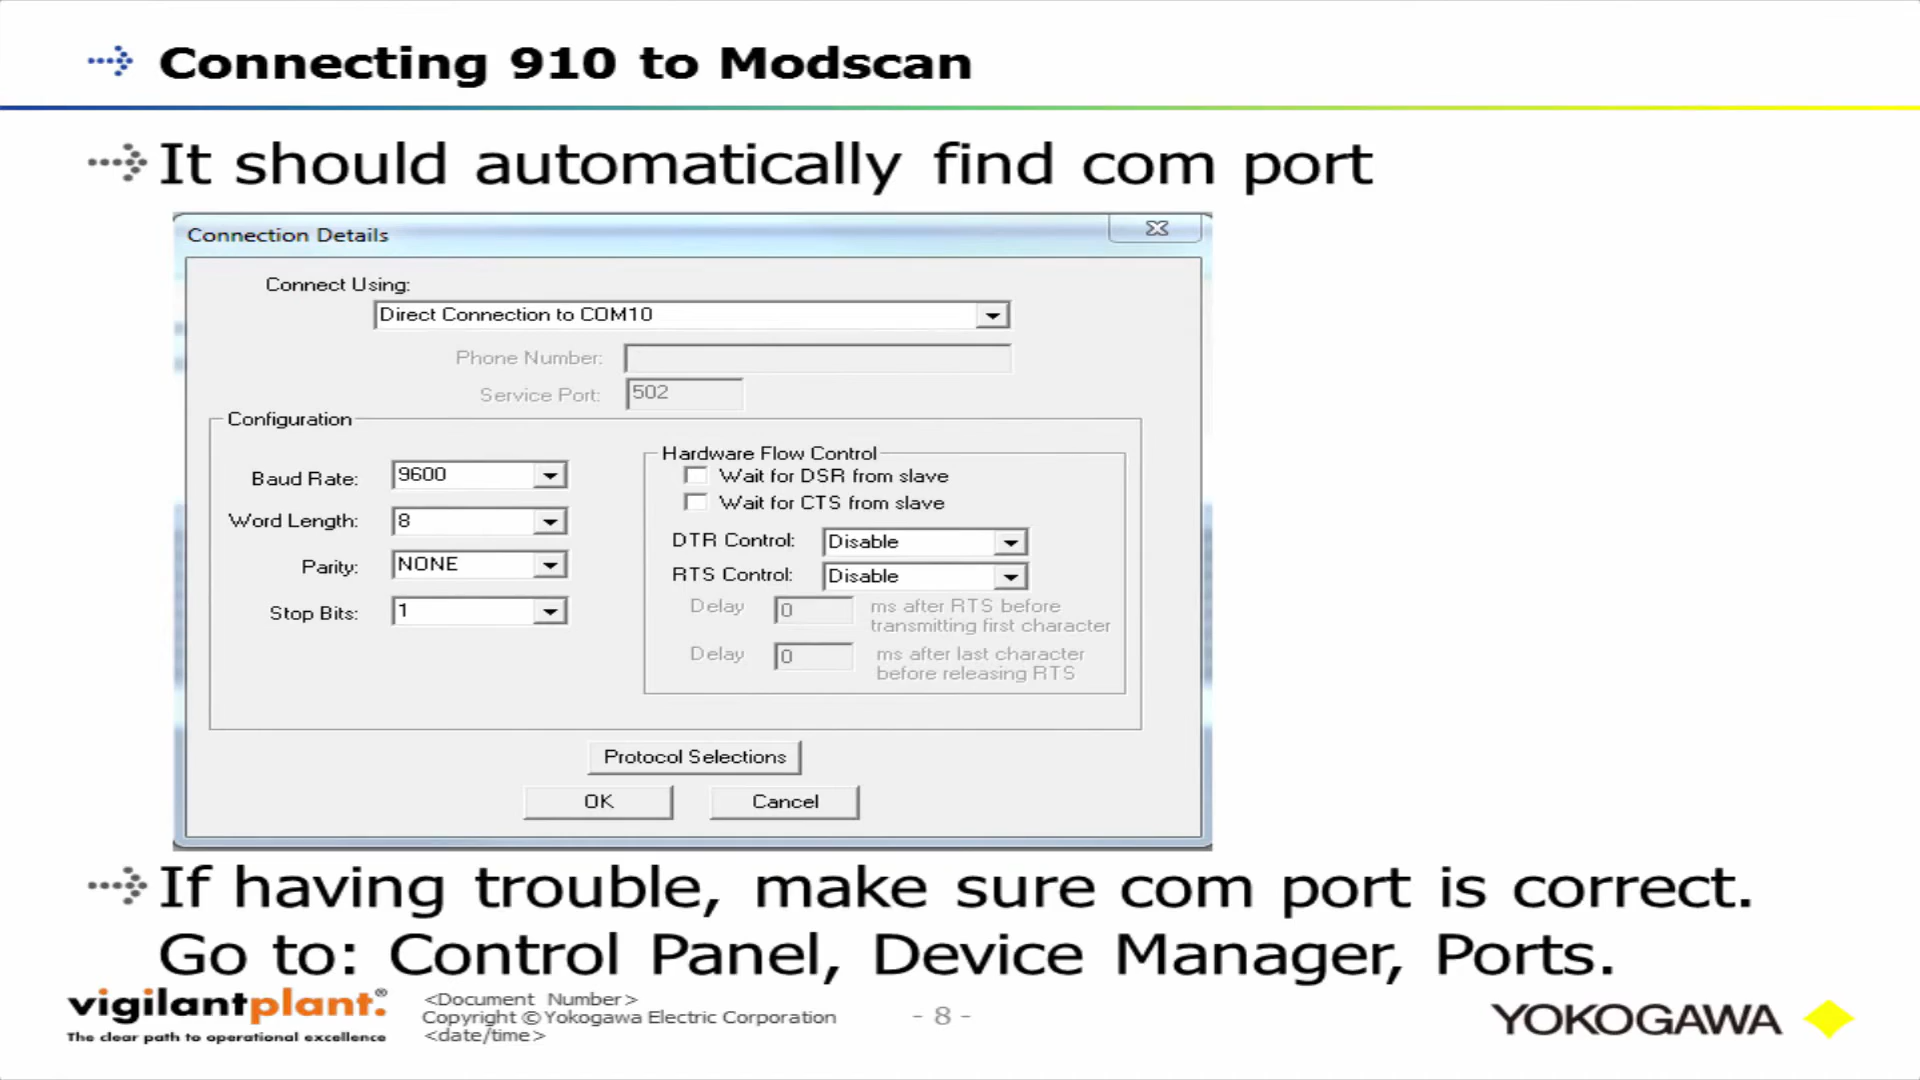 Connecting 910 to Modscan
It should automatically find com port
Connection Details
Connect Using:
Direct Connection to COM10
Phone Number:
Service Port: 502
Configuration
Baud Rate: 9600
Word Length: 8
Parity: NONE
Stop Bits: 1
Hardware Flow Control
Wait for DSR from slave
Wait for CTS from slave
DTR Control: Disable
RTS Control: Disable
Delay 0 ms after RTS before
transmitting first character
Delay 0 ms after last character
before releasing RTS
Protocol Selections
OK Cancel
If having trouble, make sure com port is correct.
Go to: Control Panel, Device Manager, Ports.
vigilantplant.®
The clear path to operational excellence
<Document Number>
Copyright © Yokogawa Electric Corporation
<date/time>
- 8 -
YOKOGAWA